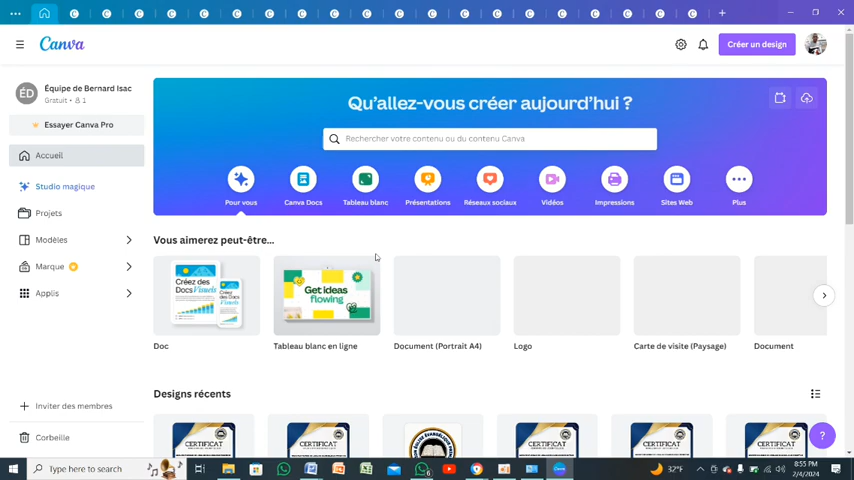 Canva
Créer un design
ÉD
Équipe de Bernard Isac
Gratuit • 1
Essayer Canva Pro
Accueil
Studio magique
Projets
Modèles
Marque
Applis
Inviter des membres
Corbeille
Qu'allez-vous créer aujourd'hui ?
Rechercher votre contenu ou du contenu Canva
Pour vous
Canva Docs
Tableau blanc
Présentations
Réseaux sociaux
Vidéos
Impressions
Sites Web
Plus
Vous aimerez peut-être...
Créez des
Docs Visuels
Get ideas
flowing
Doc
Tableau blanc en ligne
Document (Portrait A4)
Logo
Carte de visite (Paysage)
Document
Designs récents
CERTIFICAT
CERTIFICAT
CERTIFICAT
CERTIFICAT
CERTIFICAT
?
Type here to search
32°F
8:55 PM
2/4/2024